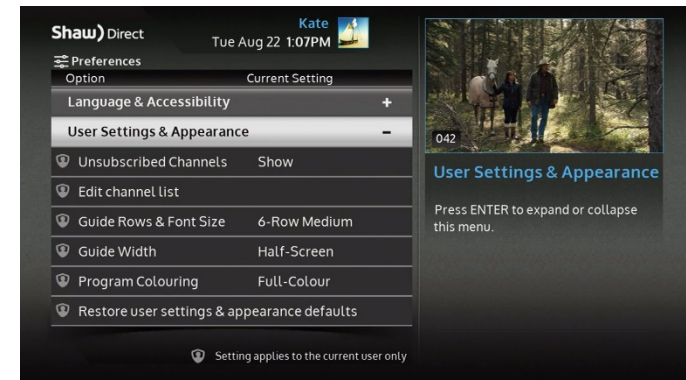 Shaw) Direct
Kate
Tue Aug 22 1:07PM
Preferences
Option Current Setting
Language & Accessibility +
User Settings & Appearance –
Unsubscribed Channels Show
Edit channel list
Guide Rows & Font Size 6-Row Medium
Guide Width Half-Screen
Program Colouring Full-Colour
Restore user settings & appearance defaults
Setting applies to the current user only
042
User Settings & Appearance
Press ENTER to expand or collapse
this menu.